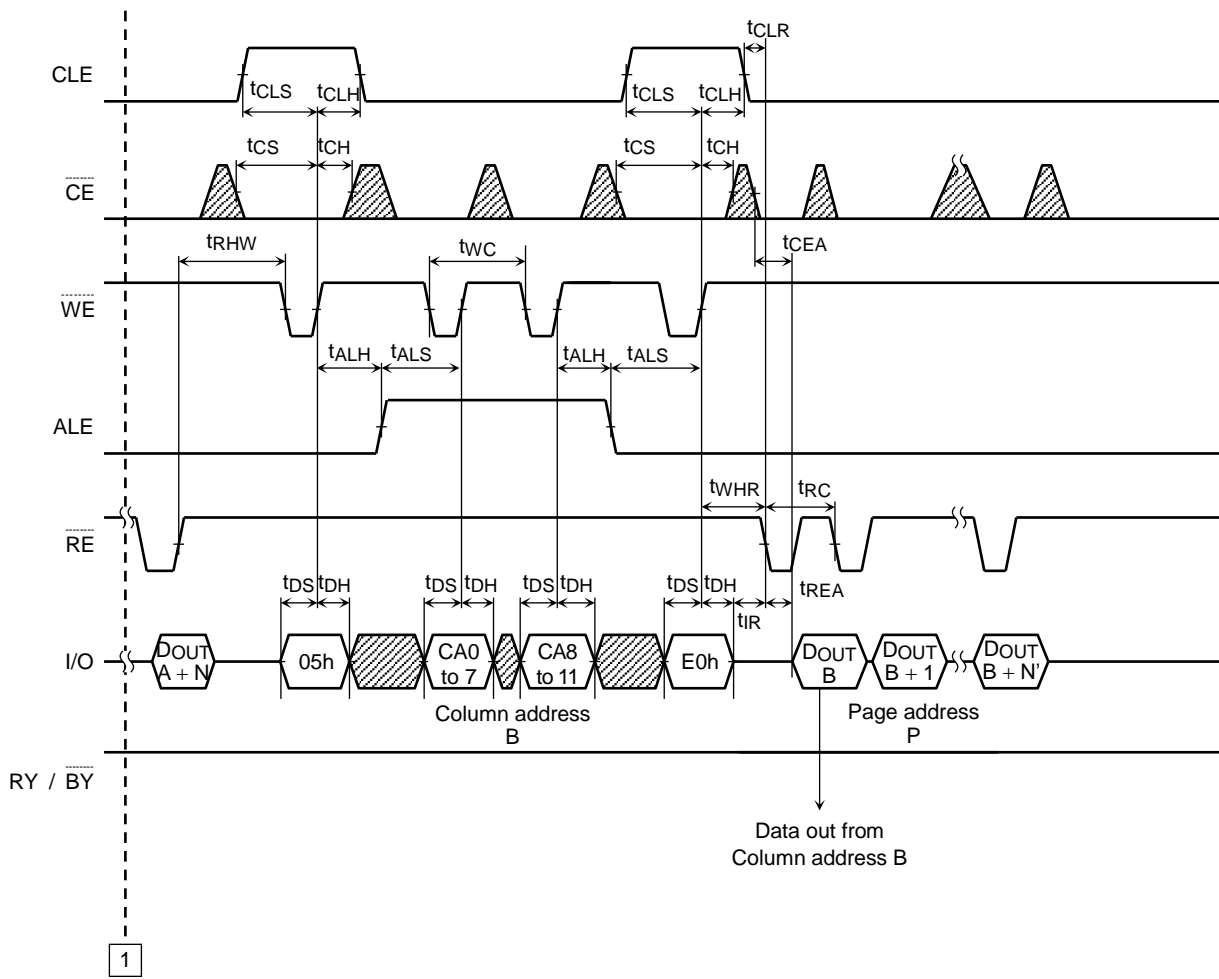 tCLR
CLE
tCLS tCLH tCLS tCLH
tCS tCH tCS tCH
CE
tRHW tWC tCEA
WE
tALH tALS tALH tALS
ALE
tWHR tRC
RE
tDS tDH tDS tDH tDS tDH tDS tDH tREA
tIR
I/O
DOUT
A + N
05h
CA0
to 7
CA8
to 11
E0h
DOUT
B
DOUT
B + 1
DOUT
B + N’
Column address
B
Page address
P
RY / BY
Data out from
Column address B
1